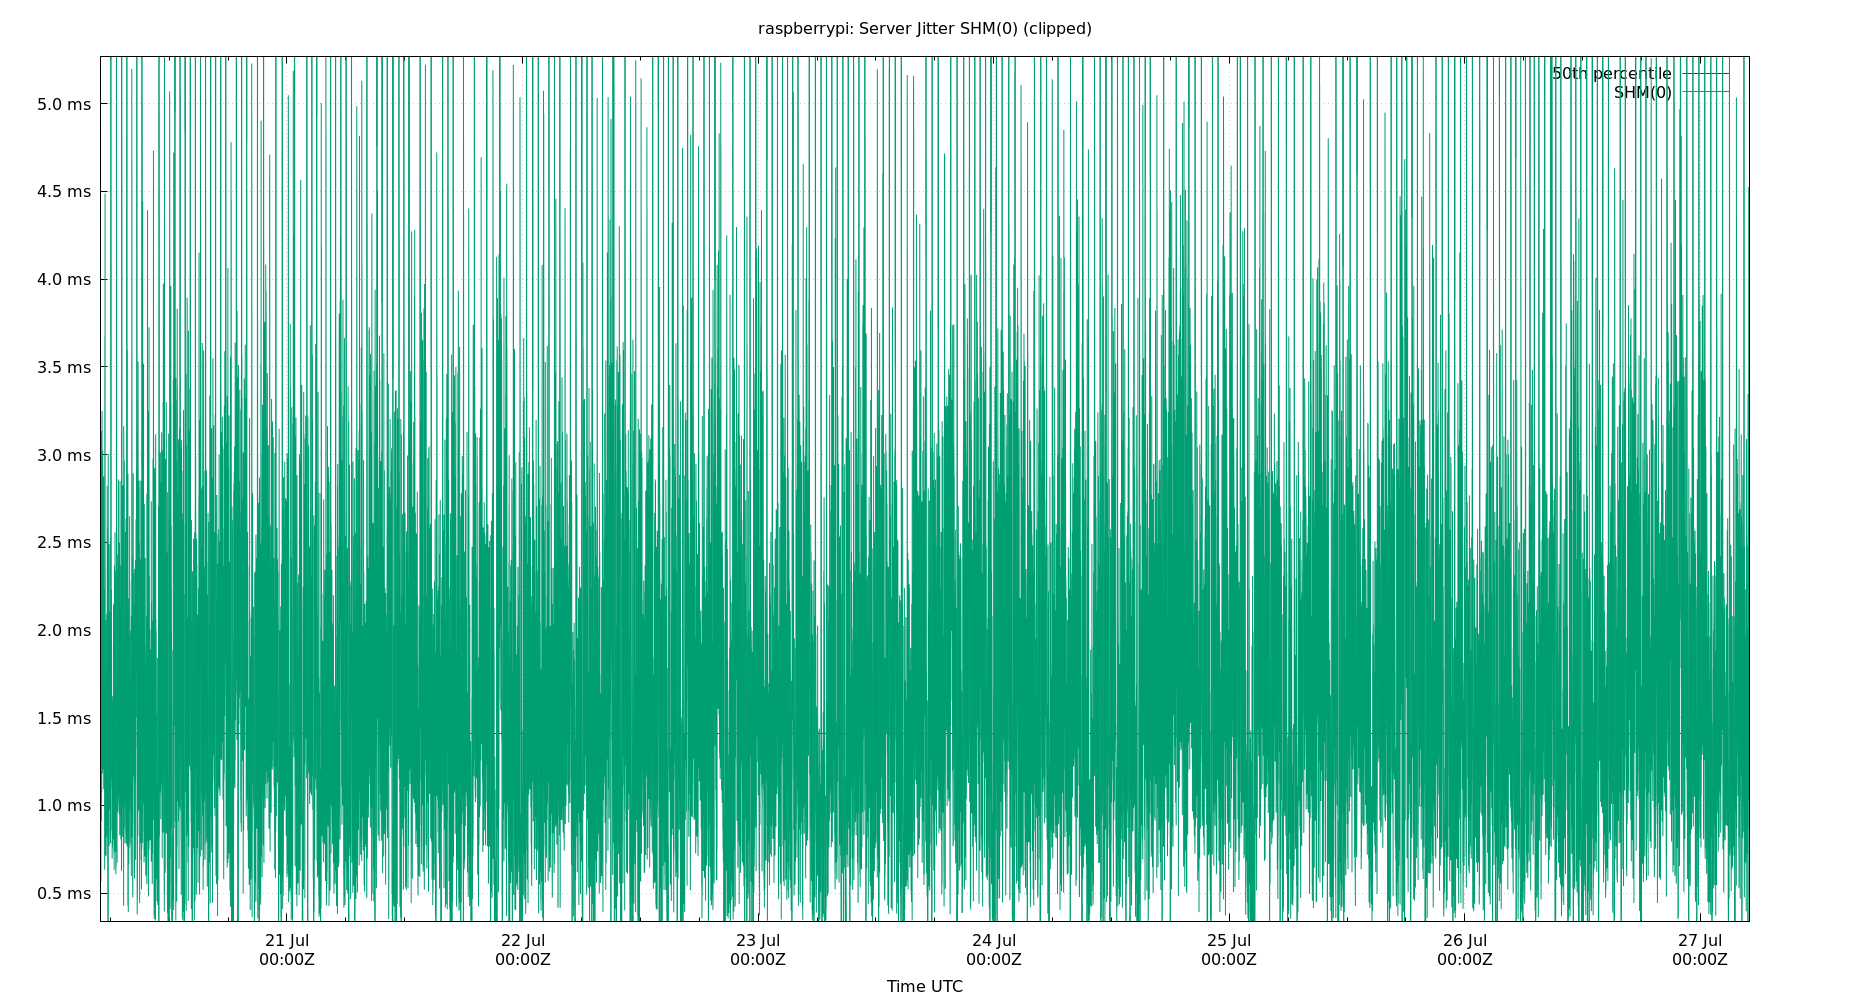 raspberrypi: Server Jitter SHM(0) (clipped)
50th percentile
SHM(0)
5.0 ms
4.5 ms
4.0 ms
3.5 ms
3.0 ms
2.5 ms
2.0 ms
1.5 ms
1.0 ms
0.5 ms
21 Jul 22 Jul 23 Jul 24 Jul 25 Jul 26 Jul 27 Jul
00:00Z 00:00Z 00:00Z 00:00Z 00:00Z 00:00Z 00:00Z
Time UTC